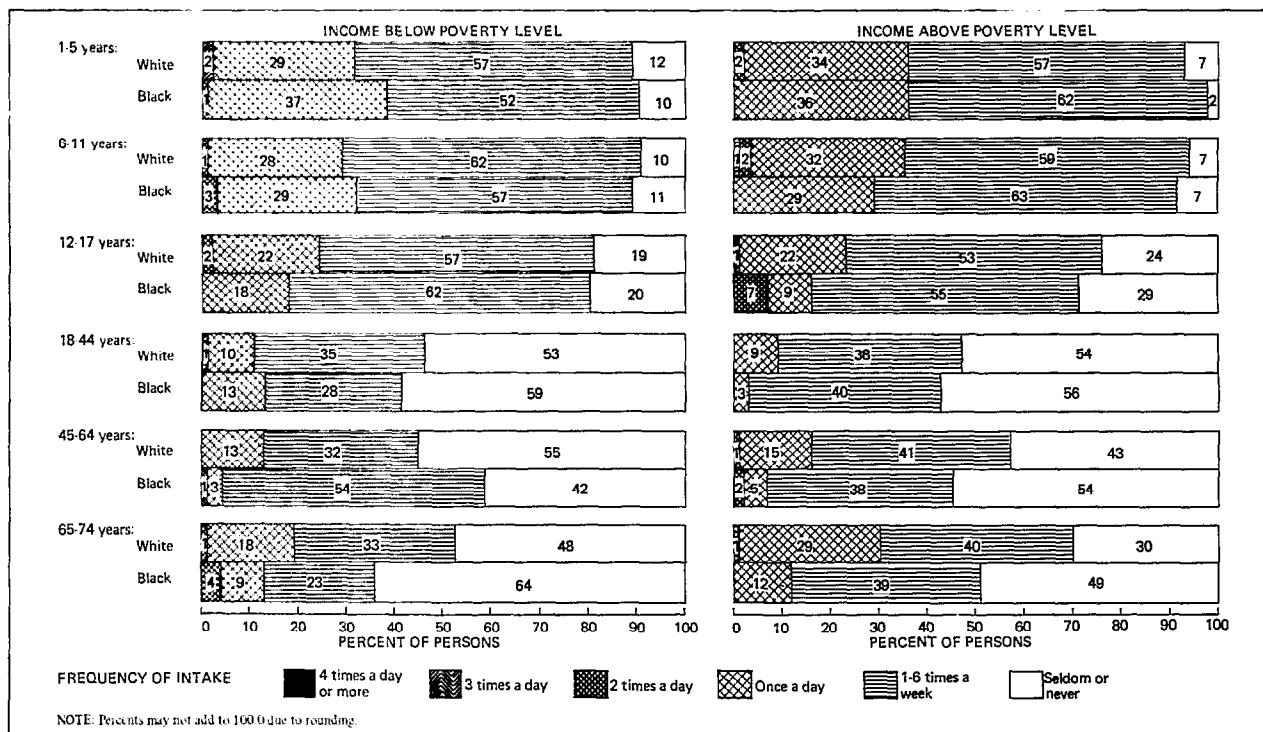 INCOME BELOW POVERTY LEVEL INCOME ABOVE POVERTY LEVEL
1-5 years:
White 2 29 57 12 2 34 57 7
Black 1 37 52 10 36 62 2
6-11 years:
White 1 28 62 10 1 2 32 59 7
Black 3 29 57 11 29 63 7
12-17 years:
White 2 22 57 19 1 22 53 24
Black 18 62 20 7 9 55 29
18-44 years:
White 1 10 35 53 9 38 54
Black 13 28 59 3 40 56
45-64 years:
White 13 32 55 1 15 41 43
Black 1 3 54 42 2 5 38 54
65-74 years:
White 1 18 33 48 1 29 40 30
Black 4 9 23 64 12 39 49
0 10 20 30 40 50 60 70 80 90 100 0 10 20 30 40 50 60 70 80 90 100
PERCENT OF PERSONS PERCENT OF PERSONS
FREQUENCY OF INTAKE 4 times a day or more 3 times a day 2 times a day Once a day 1-6 times a week Seldom or never
NOTE: Percents may not add to 100.0 due to rounding.